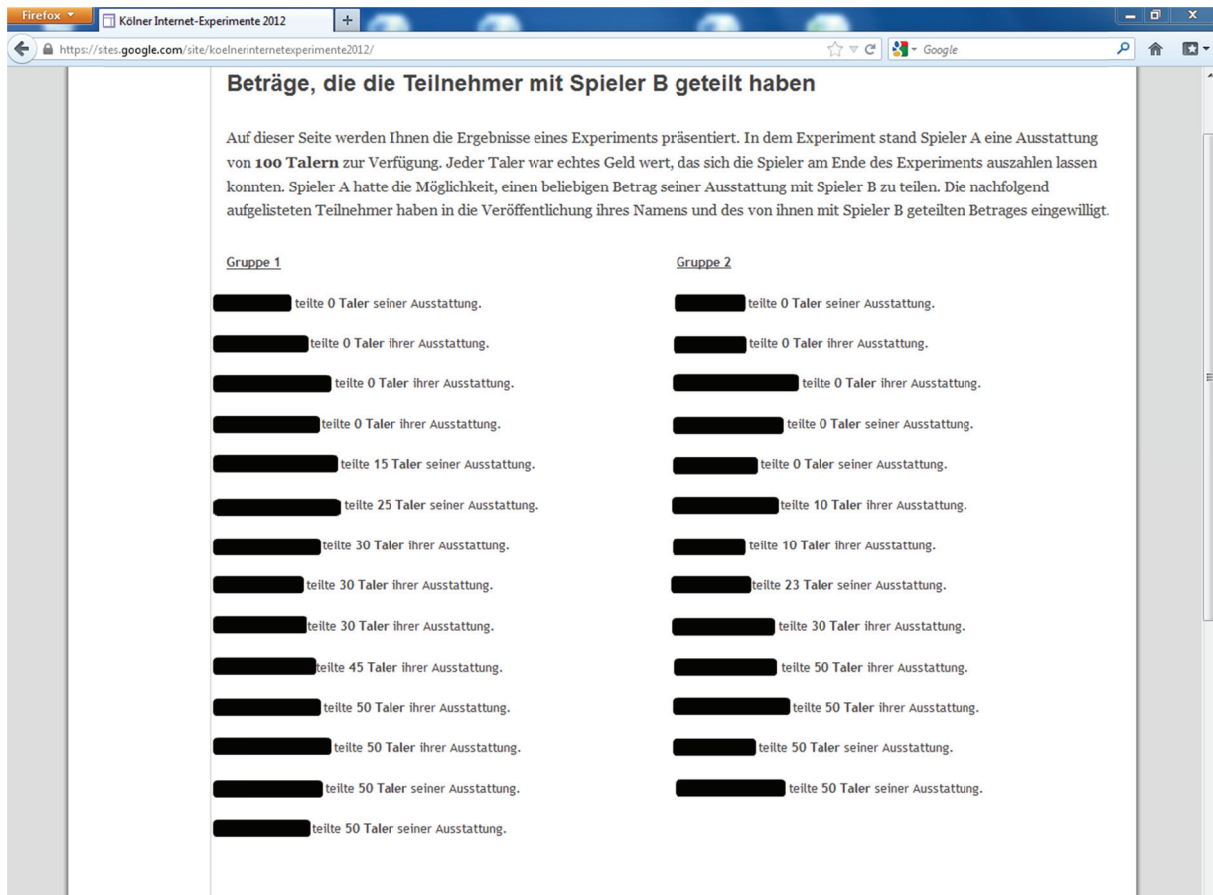 Firefox
Kölner Internet-Experimente 2012
+
https://stes.google.com/site/koelnerinternetexperimente2012/
Google
Beträge, die die Teilnehmer mit Spieler B geteilt haben
Auf dieser Seite werden Ihnen die Ergebnisse eines Experiments präsentiert. In dem Experiment stand Spieler A eine Ausstattung
von 100 Talern zur Verfügung. Jeder Taler war echtes Geld wert, das sich die Spieler am Ende des Experiments auszahlen lassen
konnten. Spieler A hatte die Möglichkeit, einen beliebigen Betrag seiner Ausstattung mit Spieler B zu teilen. Die nachfolgend
aufgelisteten Teilnehmer haben in die Veröffentlichung ihres Namens und des von ihnen mit Spieler B geteilten Betrages eingewilligt.
Gruppe 1
teilte 0 Taler seiner Ausstattung.
teilte 0 Taler ihrer Ausstattung.
teilte 0 Taler ihrer Ausstattung.
teilte 0 Taler ihrer Ausstattung.
teilte 15 Taler seiner Ausstattung.
teilte 25 Taler seiner Ausstattung.
teilte 30 Taler ihrer Ausstattung.
teilte 30 Taler ihrer Ausstattung.
teilte 30 Taler ihrer Ausstattung.
teilte 45 Taler ihrer Ausstattung.
teilte 50 Taler ihrer Ausstattung.
teilte 50 Taler ihrer Ausstattung.
teilte 50 Taler seiner Ausstattung.
teilte 50 Taler seiner Ausstattung.
Gruppe 2
teilte 0 Taler seiner Ausstattung.
teilte 0 Taler ihrer Ausstattung.
teilte 0 Taler ihrer Ausstattung.
teilte 0 Taler seiner Ausstattung.
teilte 0 Taler seiner Ausstattung.
teilte 10 Taler ihrer Ausstattung.
teilte 10 Taler ihrer Ausstattung.
teilte 23 Taler seiner Ausstattung.
teilte 30 Taler ihrer Ausstattung.
teilte 50 Taler ihrer Ausstattung.
teilte 50 Taler ihrer Ausstattung.
teilte 50 Taler seiner Ausstattung.
teilte 50 Taler seiner Ausstattung.